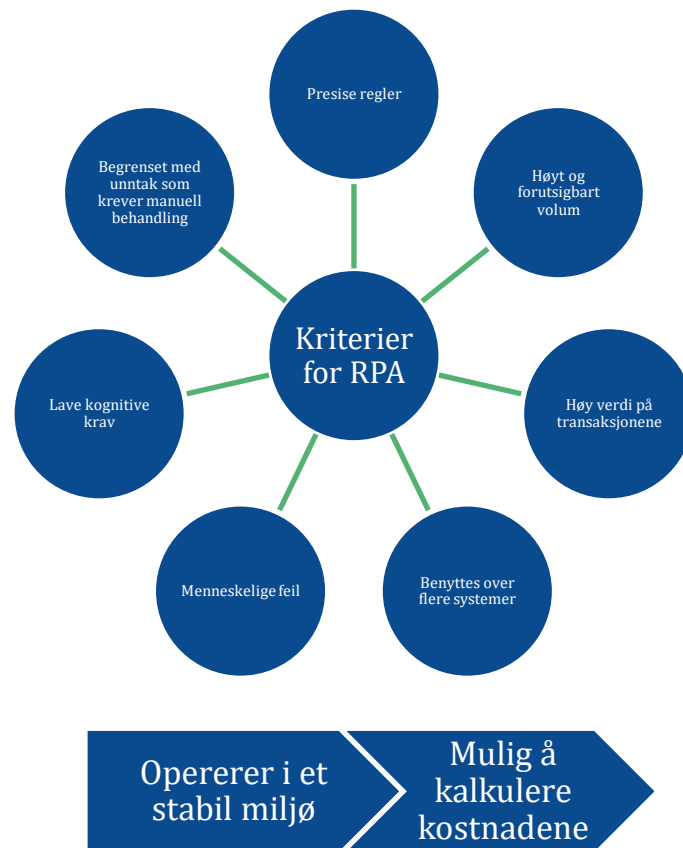 Presise regler
Begrenset med
unntak som
krever manuell
behandling
Høyt og
forutsigbart
volum
Kriterier
for RPA
Lave kognitive
krav
Høy verdi på
transaksjonene
Menneskelige feil
Benyttes over
flere systemer
Opererer i et
stabil miljø
Mulig å
kalkulere
kostnadene